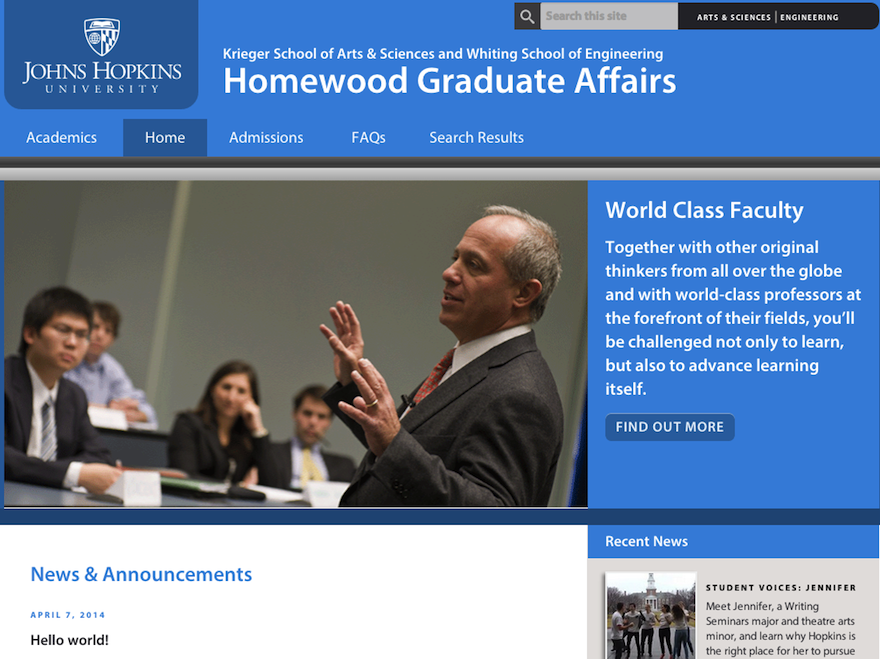 Search this site
ARTS & SCIENCES | ENGINEERING
JOHNS HOPKINS
UNIVERSITY
Krieger School of Arts & Sciences and Whiting School of Engineering
Homewood Graduate Affairs
Academics
Home
Admissions
FAQs
Search Results
World Class Faculty
Together with other original
thinkers from all over the globe
and with world-class professors at
the forefront of their fields, you'll
be challenged not only to learn,
but also to advance learning
itself.
FIND OUT MORE
News & Announcements
APRIL 7, 2014
Hello world!
Recent News
STUDENT VOICES: JENNIFER
Meet Jennifer, a Writing
Seminars major and theatre arts
minor, and learn why Hopkins is
the right place for her to pursue